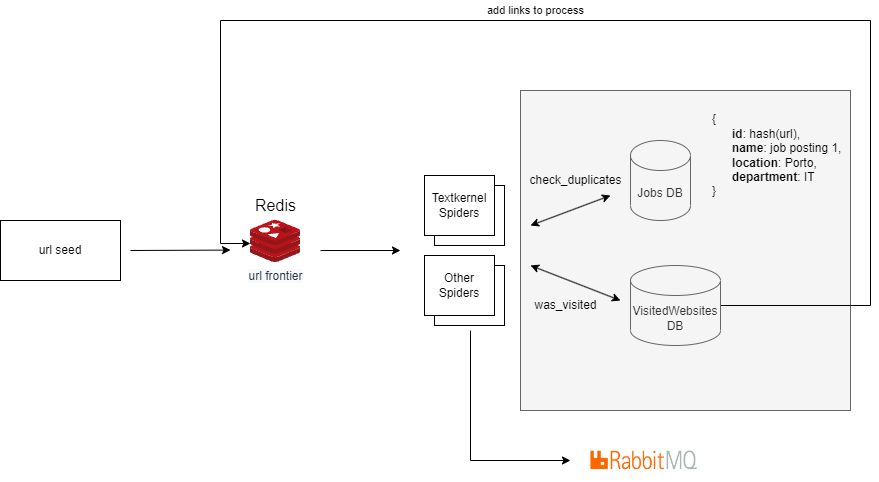 add links to process
{
id: hash(url),
name: job posting 1,
location: Porto,
department: IT
}
check_duplicates
Jobs DB
Textkernel
Spiders
Redis
url seed
url frontier
Other
Spiders
was_visited
VisitedWebsites
DB
RabbitMQ